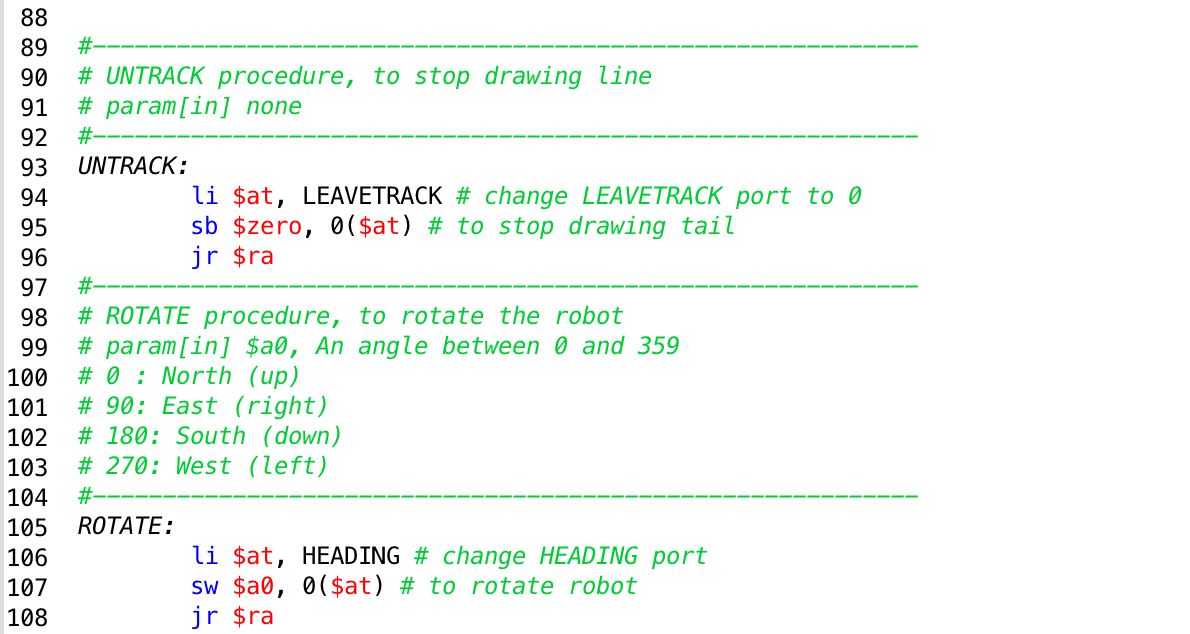 88
89 #-----------------------------------------------------------
90 # UNTRACK procedure, to stop drawing line
91 # param[in] none
92 #-----------------------------------------------------------
93 UNTRACK:
94 li $at, LEAVETRACK # change LEAVETRACK port to 0
95 sb $zero, 0($at) # to stop drawing tail
96 jr $ra
97 #-----------------------------------------------------------
98 # ROTATE procedure, to rotate the robot
99 # param[in] $a0, An angle between 0 and 359
100 # 0 : North (up)
101 # 90: East (right)
102 # 180: South (down)
103 # 270: West (left)
104 #-----------------------------------------------------------
105 ROTATE:
106 li $at, HEADING # change HEADING port
107 sw $a0, 0($at) # to rotate robot
108 jr $ra